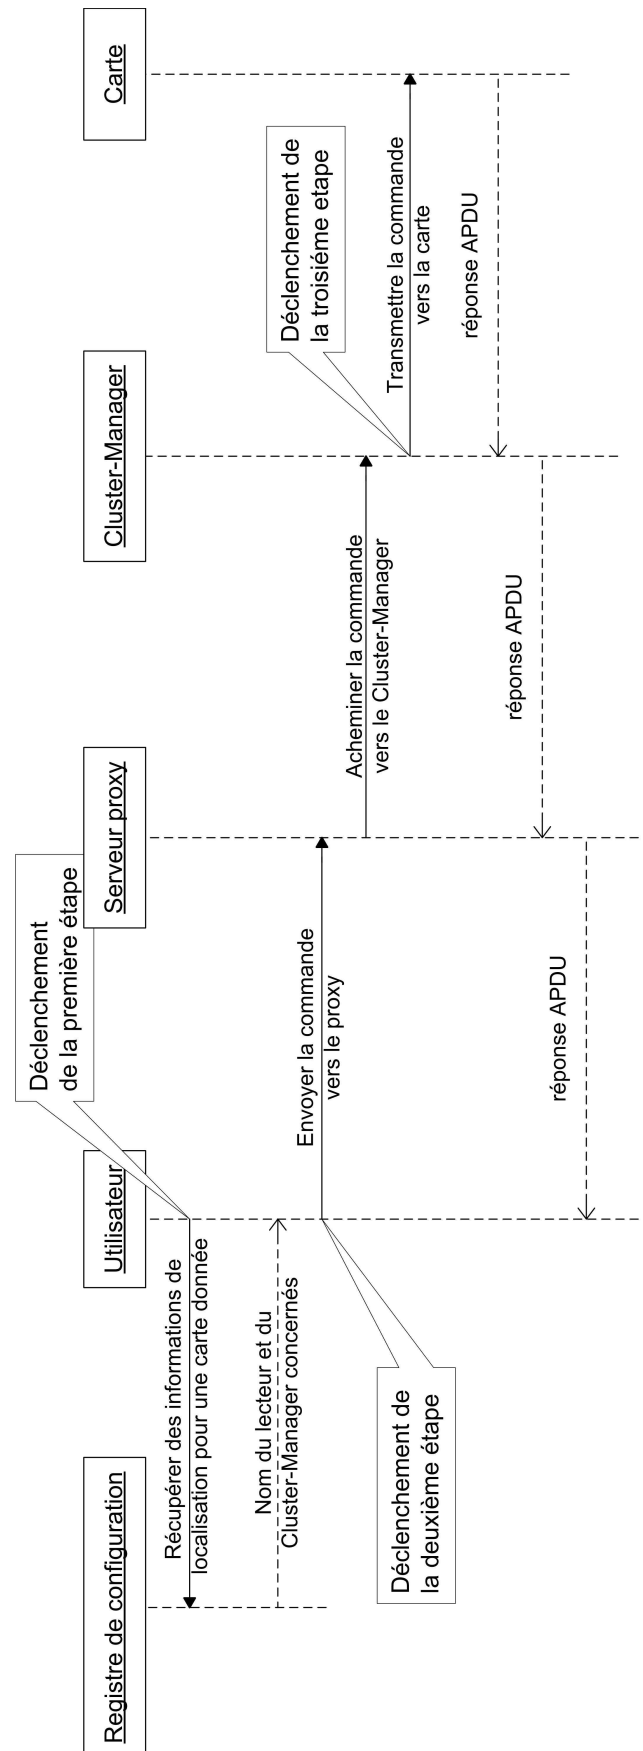 Registre de configuration
Utilisateur
Serveur proxy
Cluster-Manager
Carte
Déclenchement
de la première étape
Récupérer des informations de
localisation pour une carte donnée
Nom du lecteur et du
Cluster-Manager concernés
Déclenchement de
la deuxième étape
Envoyer la commande
vers le proxy
Acheminer la commande
vers le Cluster-Manager
Déclenchement de
la troisiéme etape
Transmettre la commande
vers la carte
réponse APDU
réponse APDU
réponse APDU